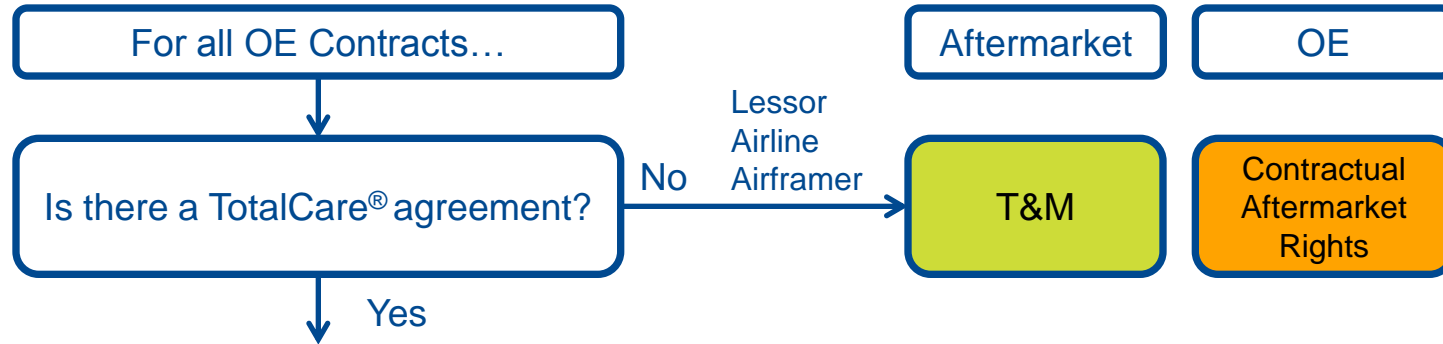 For all OE Contracts…
Aftermarket
OE
Is there a TotalCare® agreement?
No
Lessor
Airline
Airframer
T&M
Contractual
Aftermarket
Rights
Yes